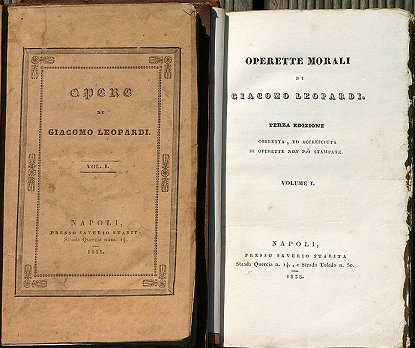 OPERE
DI
GIACOMO LEOPARDI.
VOL. I.
NAPOLI,
PRESSO SAVERIO STARITA
Strada Quercia num. 14.
1835.
OPERETTE MORALI
DI
GIACOMO LEOPARDI.
TERZA EDIZIONE
CORRETTA, ED ACCRESCIUTA
DI OPERETTE NON PIÙ STAMPATE.
VOLUME I.
NAPOLI,
PRESSO SAVERIO STARITA
Strada Quercia n. 14., e Strada Toledo n. 50.
1835.